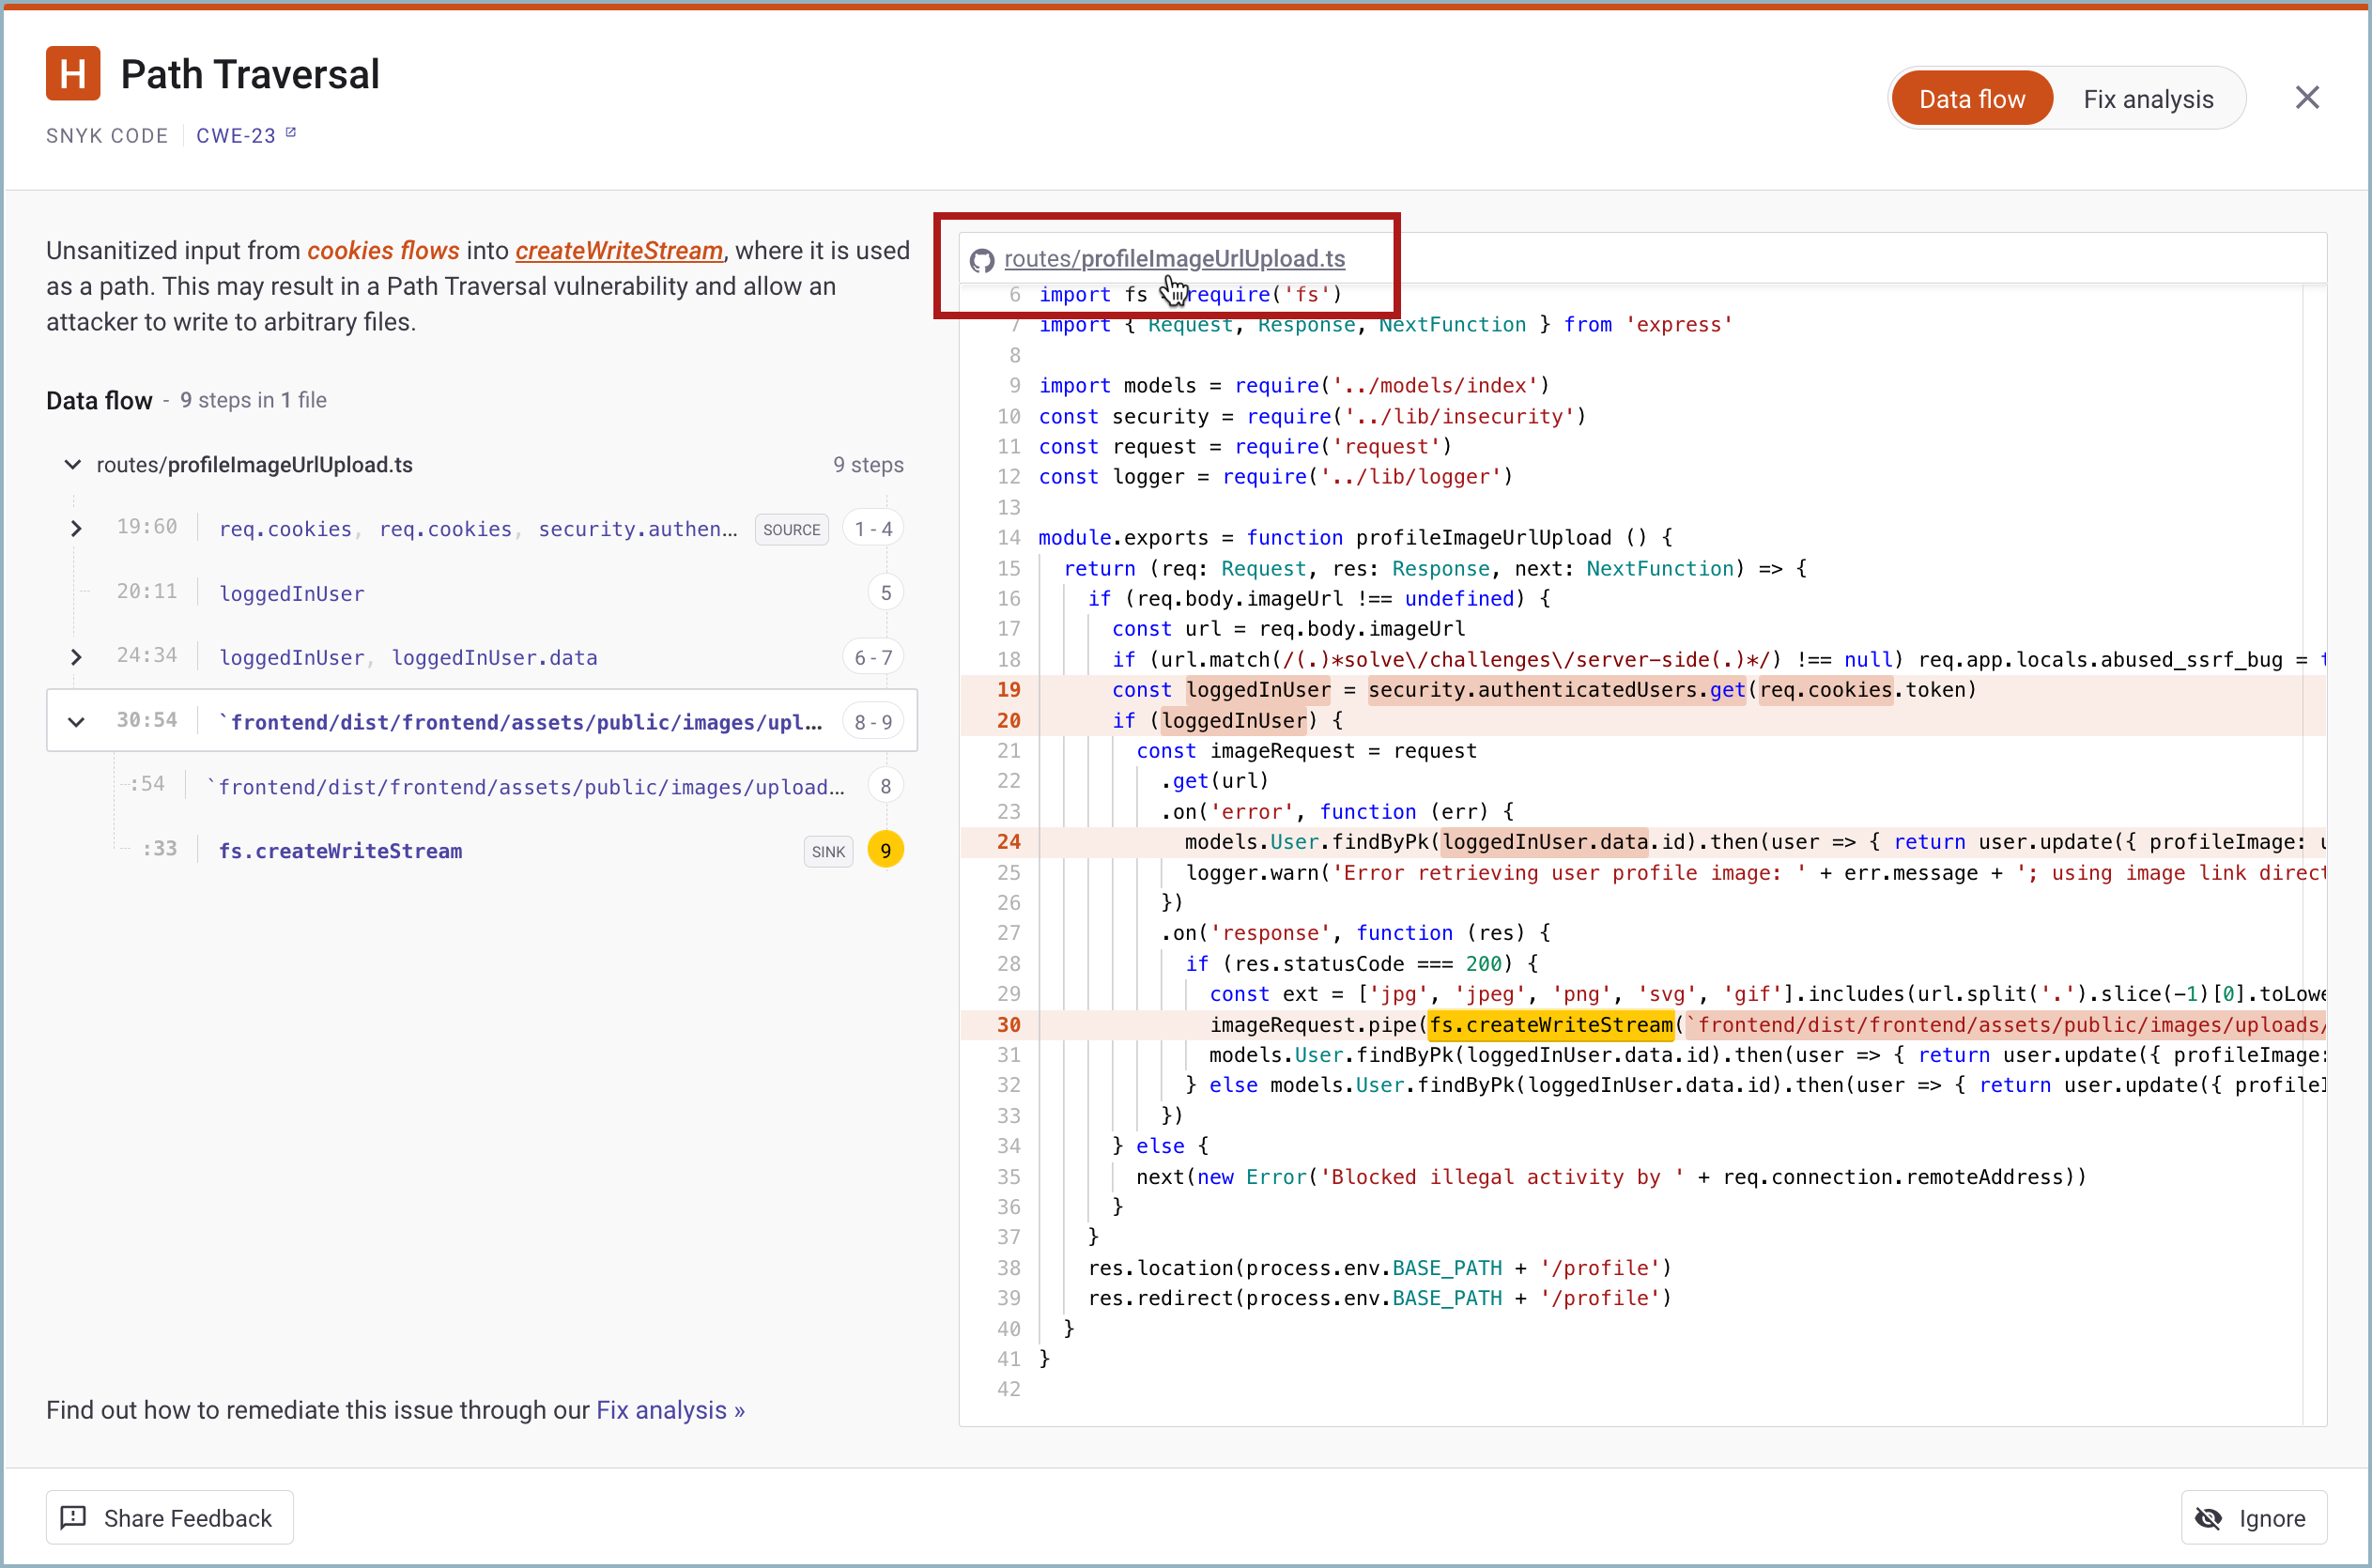 H Path Traversal
SNYK CODE CWE-23
Data flow Fix analysis
Unsanitized input from cookies flows into createWriteStream, where it is used
as a path. This may result in a Path Traversal vulnerability and allow an
attacker to write to arbitrary files.
Data flow - 9 steps in 1 file
routes/profileImageUrlUpload.ts 9 steps
19:60 req.cookies, req.cookies, security.authen... SOURCE 1 - 4
20:11 loggedInUser 5
24:34 loggedInUser, loggedInUser.data 6 - 7
30:54 `frontend/dist/frontend/assets/public/images/upl... 8 - 9
:54 `frontend/dist/frontend/assets/public/images/upload... 8
:33 fs.createWriteStream SINK 9
Find out how to remediate this issue through our Fix analysis »
routes/profileImageUrlUpload.ts
6 import fs require('fs')
7 import { Request, Response, NextFunction } from 'express'
8
9 import models = require('../models/index')
10 const security = require('../lib/insecurity')
11 const request = require('request')
12 const logger = require('../lib/logger')
13
14 module.exports = function profileImageUrlUpload () {
15 return (req: Request, res: Response, next: NextFunction) => {
16 if (req.body.imageUrl !== undefined) {
17 const url = req.body.imageUrl
18 if (url.match(/(.)*solve\/challenges\/server-side(.)*/) !== null) req.app.locals.abused_ssrf_bug = t
19 const loggedInUser = security.authenticatedUsers.get(req.cookies.token)
20 if (loggedInUser) {
21 const imageRequest = request
22 .get(url)
23 .on('error', function (err) {
24 models.User.findByPk(loggedInUser.data.id).then(user => { return user.update({ profileImage: u
25 logger.warn('Error retrieving user profile image: ' + err.message + '; using image link direct
26 })
27 .on('response', function (res) {
28 if (res.statusCode === 200) {
29 const ext = ['jpg', 'jpeg', 'png', 'svg', 'gif'].includes(url.split('.').slice(-1)[0].toLowe
30 imageRequest.pipe(fs.createWriteStream(`frontend/dist/frontend/assets/public/images/uploads/
31 models.User.findByPk(loggedInUser.data.id).then(user => { return user.update({ profileImage:
32 } else models.User.findByPk(loggedInUser.data.id).then(user => { return user.update({ profileI
33 })
34 } else {
35 next(new Error('Blocked illegal activity by ' + req.connection.remoteAddress))
36 }
37 }
38 res.location(process.env.BASE_PATH + '/profile')
39 res.redirect(process.env.BASE_PATH + '/profile')
40 }
41 }
42
Share Feedback
Ignore